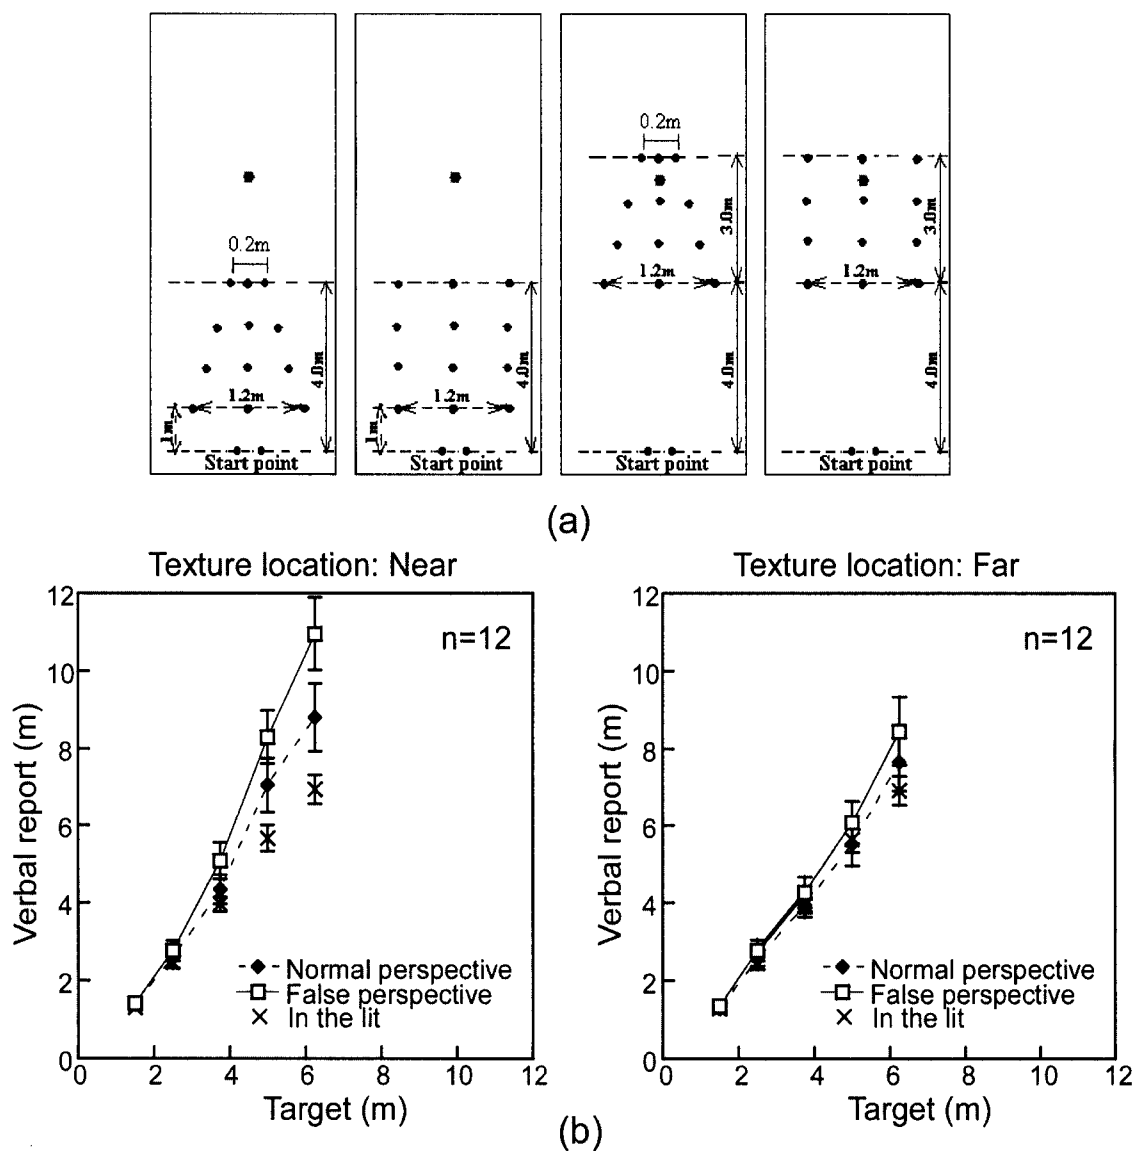 0.2m
1.2m
4.0m
1m
Start point
1.2m
4.0m
1m
Start point
0.2m
3.0m
1.2m
4.0m
Start point
3.0m
1.2m
4.0m
Start point
(a)
Texture location: Near
12
10
8
6
4
2
0
Verbal report (m)
n=12
Normal perspective
False perspective
In the lit
0 2 4 6 8 10 12
Target (m)
Texture location: Far
12
10
8
6
4
2
0
Verbal report (m)
n=12
Normal perspective
False perspective
In the lit
0 2 4 6 8 10 12
Target (m)
(b)